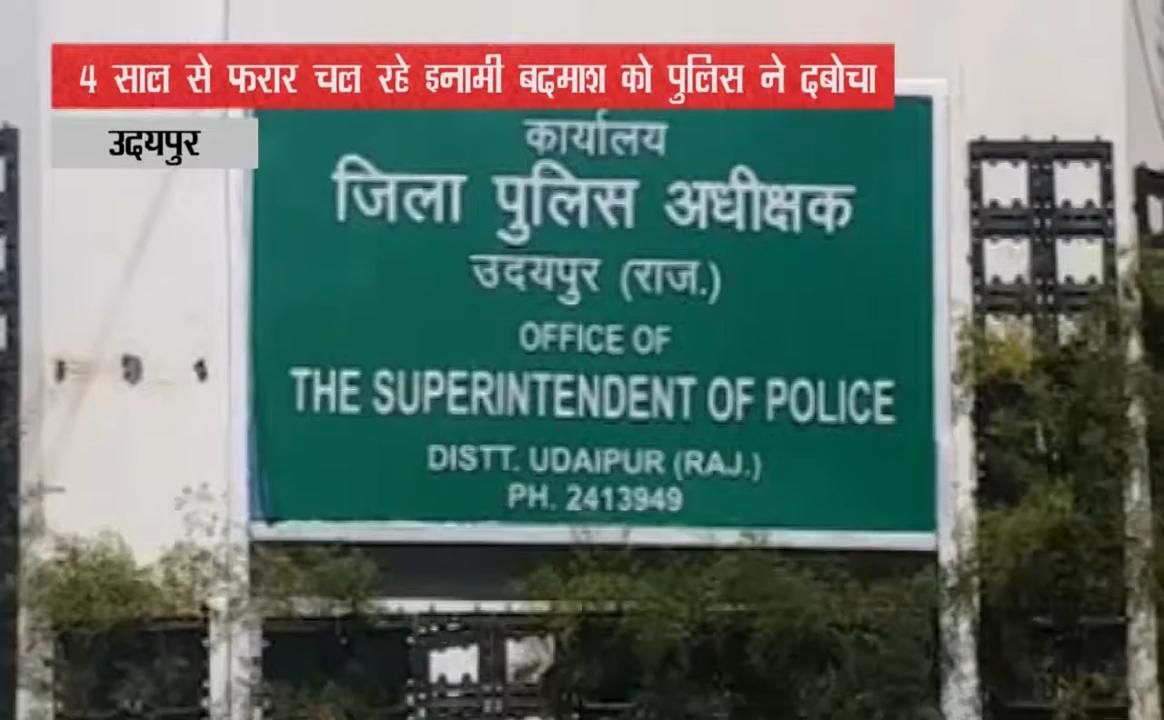 4 साल से फरार चल रहे इनामी बदमाश को पुलिस ने दबोचा
उदयपुर
कार्यालय
जिला पुलिस अधीक्षक
उदयपुर (राज.)
OFFICE OF
THE SUPERINTENDENT OF POLICE
DISTT. UDAIPUR (RAJ.)
PH. 2413949